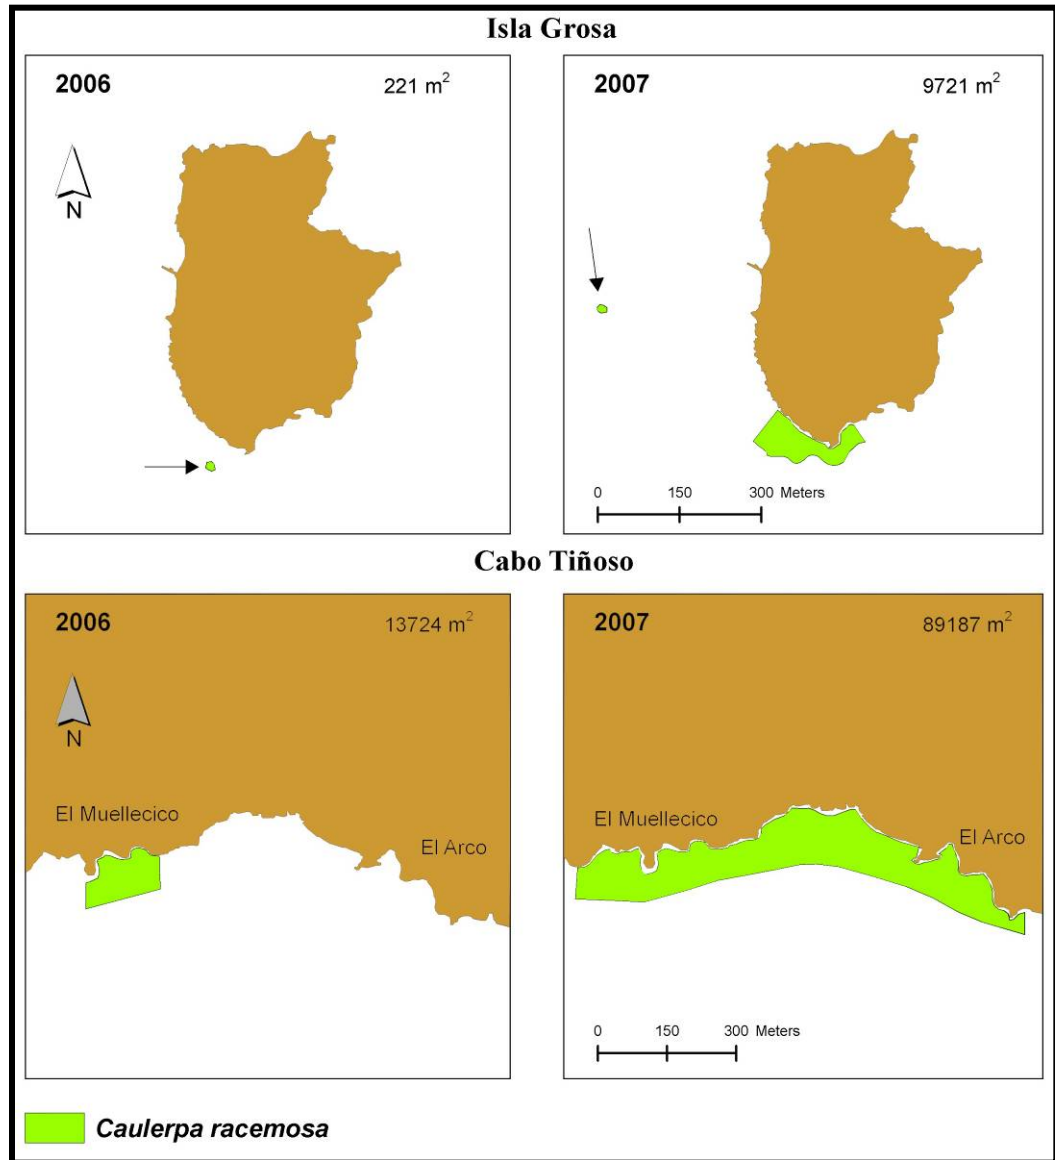 Isla Grosa
2006 221 m²
N
2007 9721 m²
0 150 300 Meters
Cabo Tiñoso
2006 13724 m²
N
El Muellecico
El Arco
2007 89187 m²
El Muellecico
El Arco
0 150 300 Meters
Caulerpa racemosa